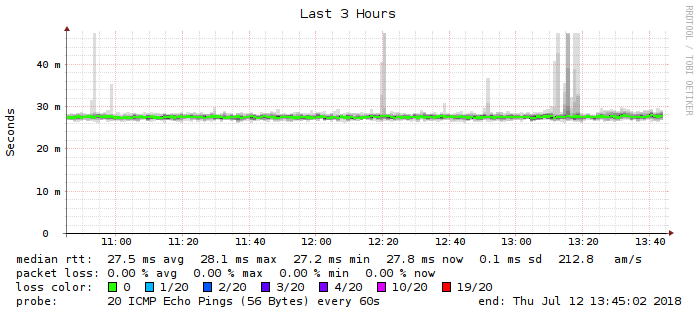 Last 3 Hours
RRDTOOL / TOBI OETIKER
Seconds
40 m
30 m
20 m
10 m
0
11:00 11:20 11:40 12:00 12:20 12:40 13:00 13:20 13:40
median rtt: 27.5 ms avg 28.1 ms max 27.2 ms min 27.8 ms now 0.1 ms sd 212.8 am/s
packet loss: 0.00 % avg 0.00 % max 0.00 % min 0.00 % now
loss color: 0 1/20 2/20 3/20 4/20 10/20 19/20
probe: 20 ICMP Echo Pings (56 Bytes) every 60s end: Thu Jul 12 13:45:02 2018